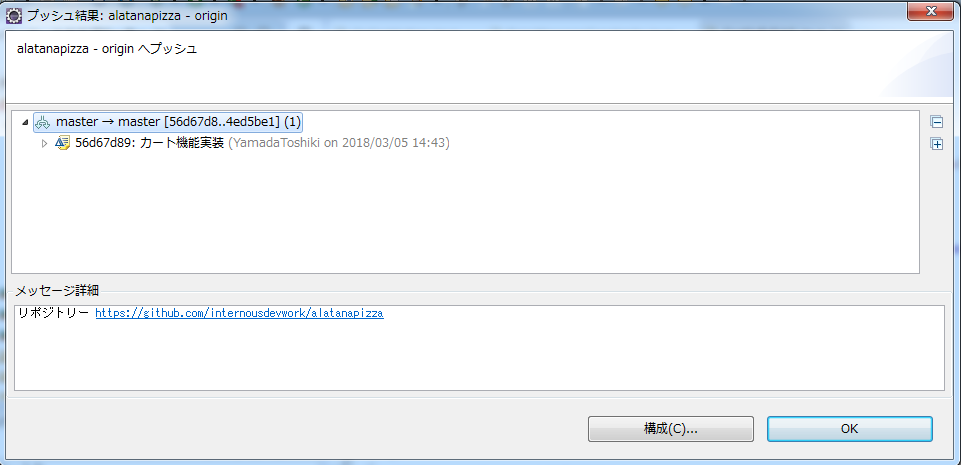 プッシュ結果: alatanapizza - origin
alatanapizza - origin へプッシュ
master → master [56d67d8..4ed5be1] (1)
56d67d89: カート機能実装 (YamadaToshiki on 2018/03/05 14:43)
メッセージ詳細
リポジトリー https://github.com/internousdevwork/alatanapizza
構成(C)...
OK